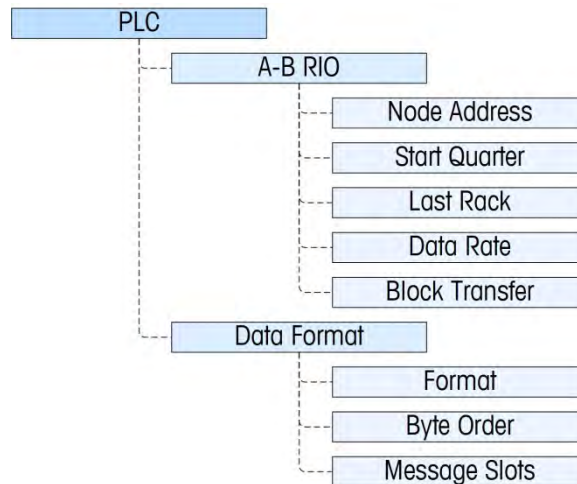 PLC
A-B RIO
Node Address
Start Quarter
Last Rack
Data Rate
Block Transfer
Data Format
Format
Byte Order
Message Slots